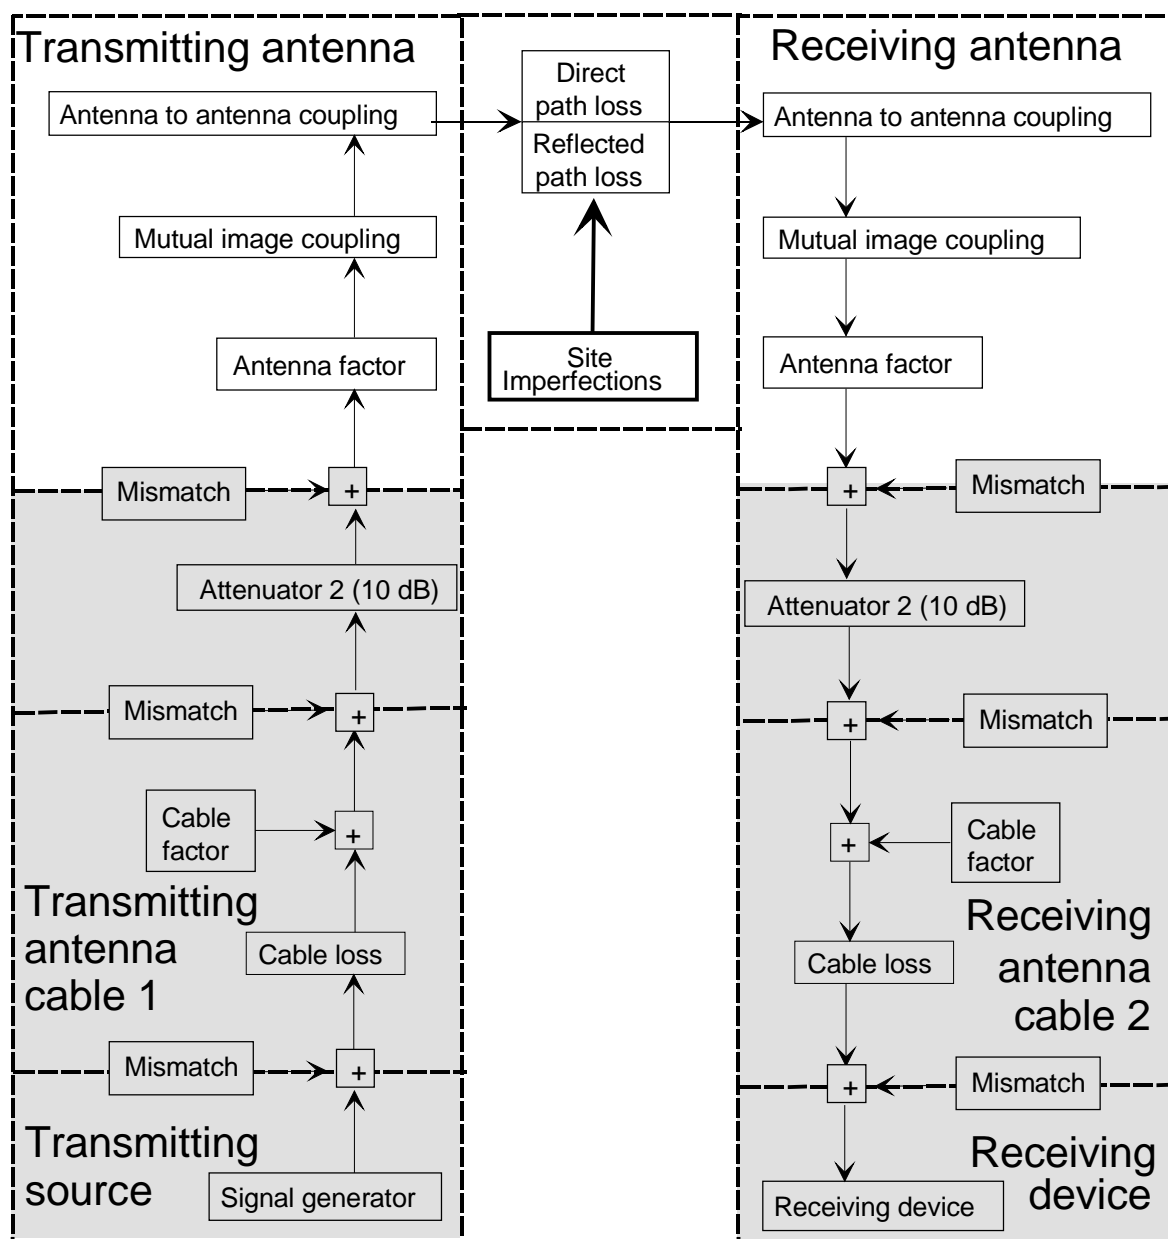 Transmitting antenna
Antenna to antenna coupling
Mutual image coupling
Antenna factor
Mismatch
+
Attenuator 2 (10 dB)
Mismatch
+
Cable
factor
+
Transmitting
antenna
cable 1
Cable loss
Mismatch
+
Transmitting
source
Signal generator
Direct
path loss
Reflected
path loss
Site
Imperfections
Receiving antenna
Antenna to antenna coupling
Mutual image coupling
Antenna factor
+
Mismatch
Attenuator 2 (10 dB)
+
Mismatch
+
Cable
factor
Receiving
antenna
cable 2
Cable loss
+
Mismatch
Receiving
device
Receiving device